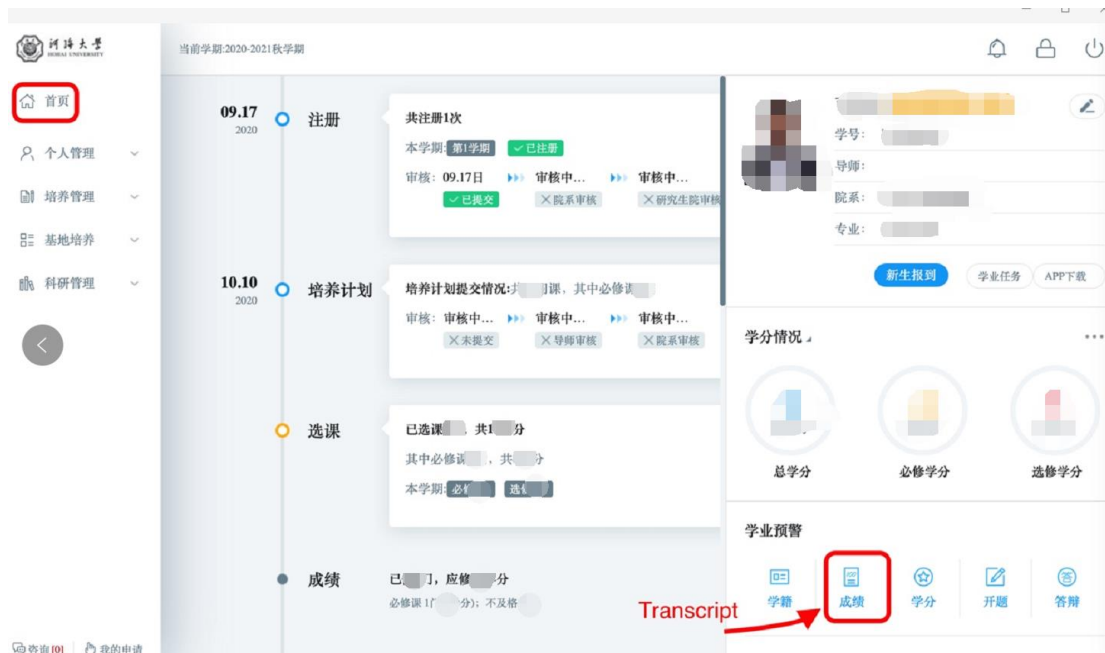 河海大学
HOHAI UNIVERSITY
当前学期:2020-2021秋学期
首页
个人管理
培养管理
基地培养
科研管理
咨询[0]
我的申请
09.17
2020
注册
共注册1次
本学期: 第1学期 已注册
审核: 09.17日 审核中... 审核中...
已提交 院系审核 研究生院审核
10.10
2020
培养计划
培养计划提交情况: 课, 其中必修
审核: 审核中... 审核中... 审核中...
未提交 导师审核 院系审核
选课
已选课 , 共1 分
其中必修 , 共 分
本学期:
成绩
门, 应修 分
必修课 分); 不及格
学号:
导师:
院系:
专业:
新生报到 学业任务 APP下载
学分情况
总学分 必修学分 选修学分
学业预警
学籍 成绩 学分 开题 答辩
Transcript